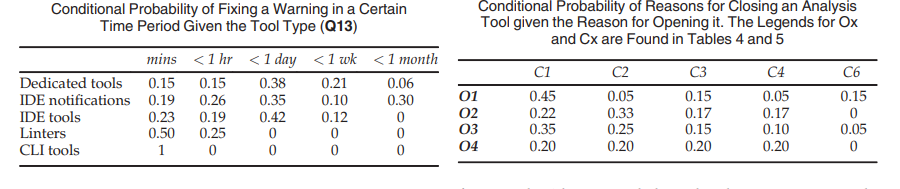 Conditional Probability of Fixing a Warning in a Certain
Time Period Given the Tool Type (Q13)
mins < 1 hr < 1 day < 1 wk < 1 month
Dedicated tools 0.15 0.15 0.38 0.21 0.06
IDE notifications 0.19 0.26 0.35 0.10 0.30
IDE tools 0.23 0.19 0.42 0.12 0
Linters 0.50 0.25 0 0 0
CLI tools 1 0 0 0 0
Conditional Probability of Reasons for Closing an Analysis
Tool given the Reason for Opening it. The Legends for Ox
and Cx are Found in Tables 4 and 5
C1 C2 C3 C4 C6
O1 0.45 0.05 0.15 0.05 0.15
O2 0.22 0.33 0.17 0.17 0
O3 0.35 0.25 0.15 0.10 0.05
O4 0.20 0.20 0.20 0.20 0